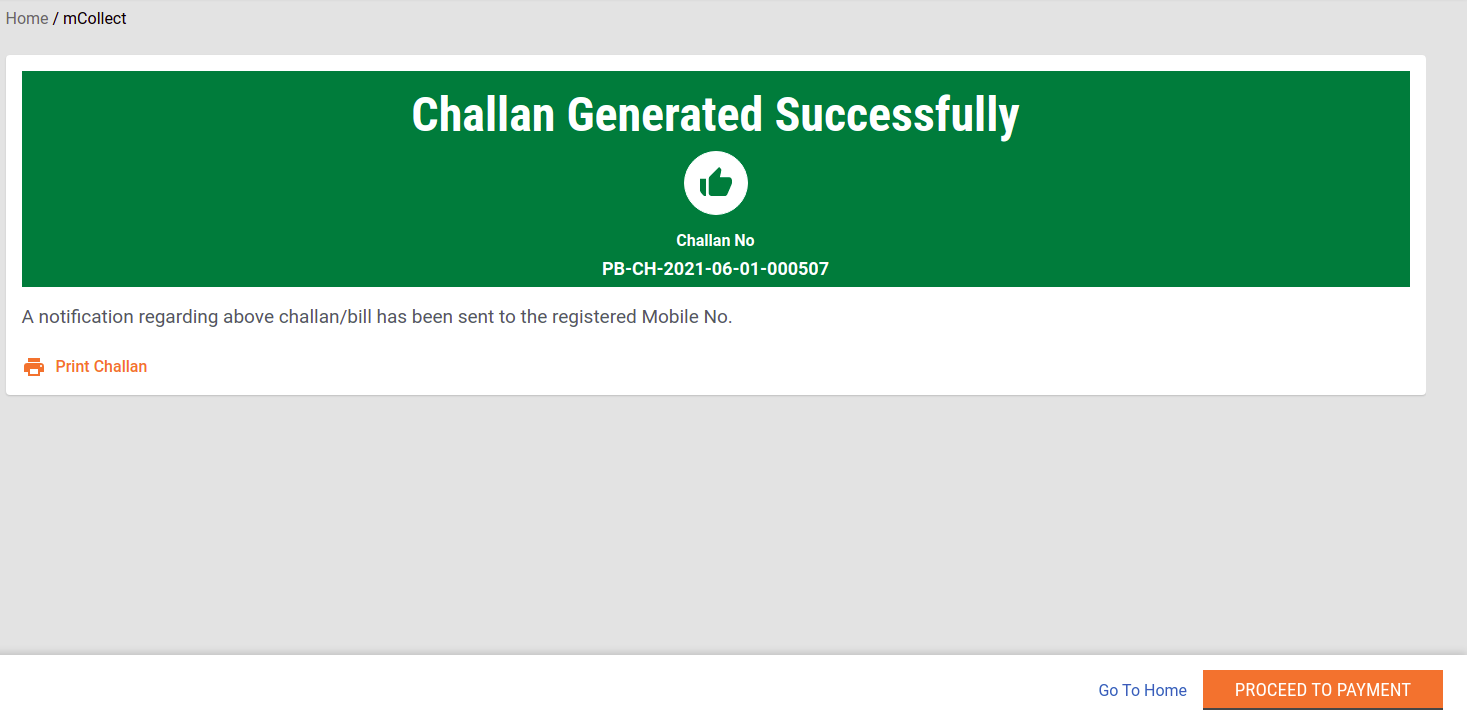 Home / mCollect
Challan Generated Successfully
Challan No
PB-CH-2021-06-01-000507
A notification regarding above challan/bill has been sent to the registered Mobile No.
Print Challan
Go To Home PROCEED TO PAYMENT